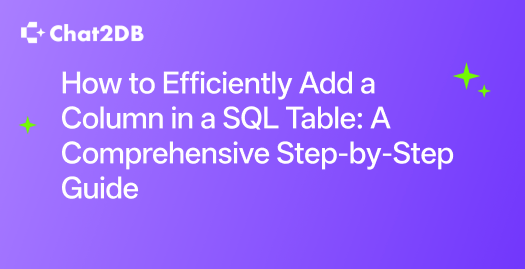 Chat2DB
How to Efficiently Add a
Column in a SQL Table: A
Comprehensive Step-by-Step
Guide